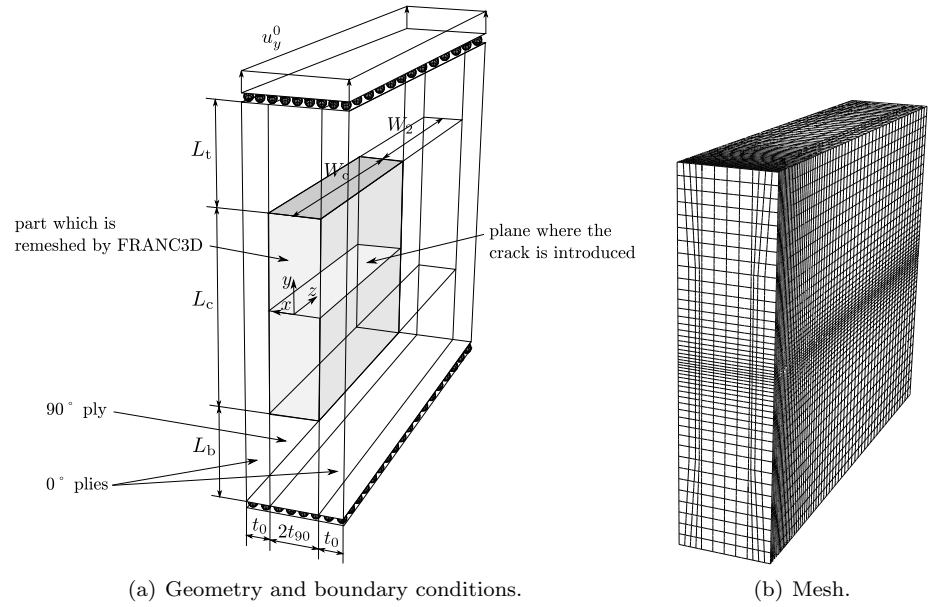 u_y^0
W_2
L_t
W_c
part which is
remeshed by FRANC3D
plane where the
crack is introduced
y
z
x
L_c
90° ply
L_b
0° plies
t_0
2t_90
t_0
(a) Geometry and boundary conditions.
(b) Mesh.